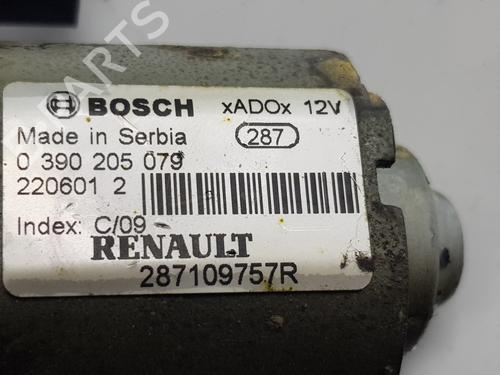 BOSCH xADOx 12V
Made in Serbia 287
0 390 205 079
220601 2
Index: C/09
RENAULT
287109757R